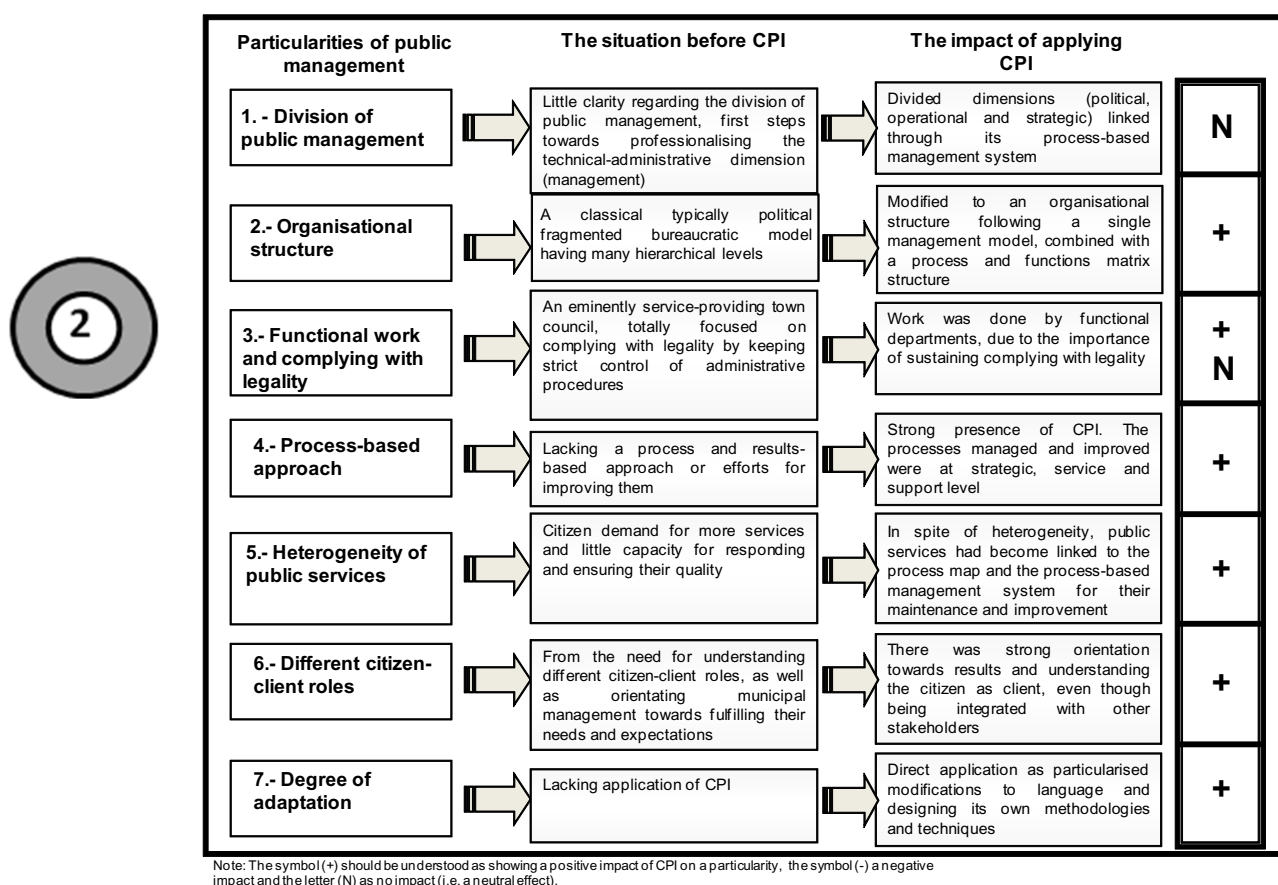 Particularities of public
management
The situation before CPI
The impact of applying
CPI
1. - Division of
public management
Little clarity regarding the division of
public management, first steps
towards professionalising the
technical-administrative dimension
(management)
Divided dimensions (political,
operational and strategic) linked
through its process-based
management system
N
2.- Organisational
structure
A classical typically political
fragmented bureaucratic model
having many hierarchical levels
Modified to an organisational
structure following a single
management model, combined with
a process and functions matrix
structure
+
2
3.- Functional work
and complying with
legality
An eminently service-providing town
council, totally focused on
complying with legality by keeping
strict control of administrative
procedures
Work was done by functional
departments, due to the importance
of sustaining complying with legality
+
N
4.- Process-based
approach
Lacking a process and results-
based approach or efforts for
improving them
Strong presence of CPI. The
processes managed and improved
were at strategic, service and
support level
+
5.- Heterogeneity of
public services
Citizen demand for more services
and little capacity for responding
and ensuring their quality
In spite of heterogeneity, public
services had become linked to the
process map and the process-based
management system for their
maintenance and improvement
+
6.- Different citizen-
client roles
From the need for understanding
different citizen-client roles, as well
as orientating municipal
management towards fulfilling their
needs and expectations
There was strong orientation
towards results and understanding
the citizen as client, even though
being integrated with other
stakeholders
+
7.- Degree of
adaptation
Lacking application of CPI
Direct application as particularised
modifications to language and
designing its own methodologies
and techniques
+
Note: The symbol (+) should be understood as showing a positive impact of CPI on a particularity, the symbol (-) a negative
impact and the letter (N) as no impact (i.e. a neutral effect).